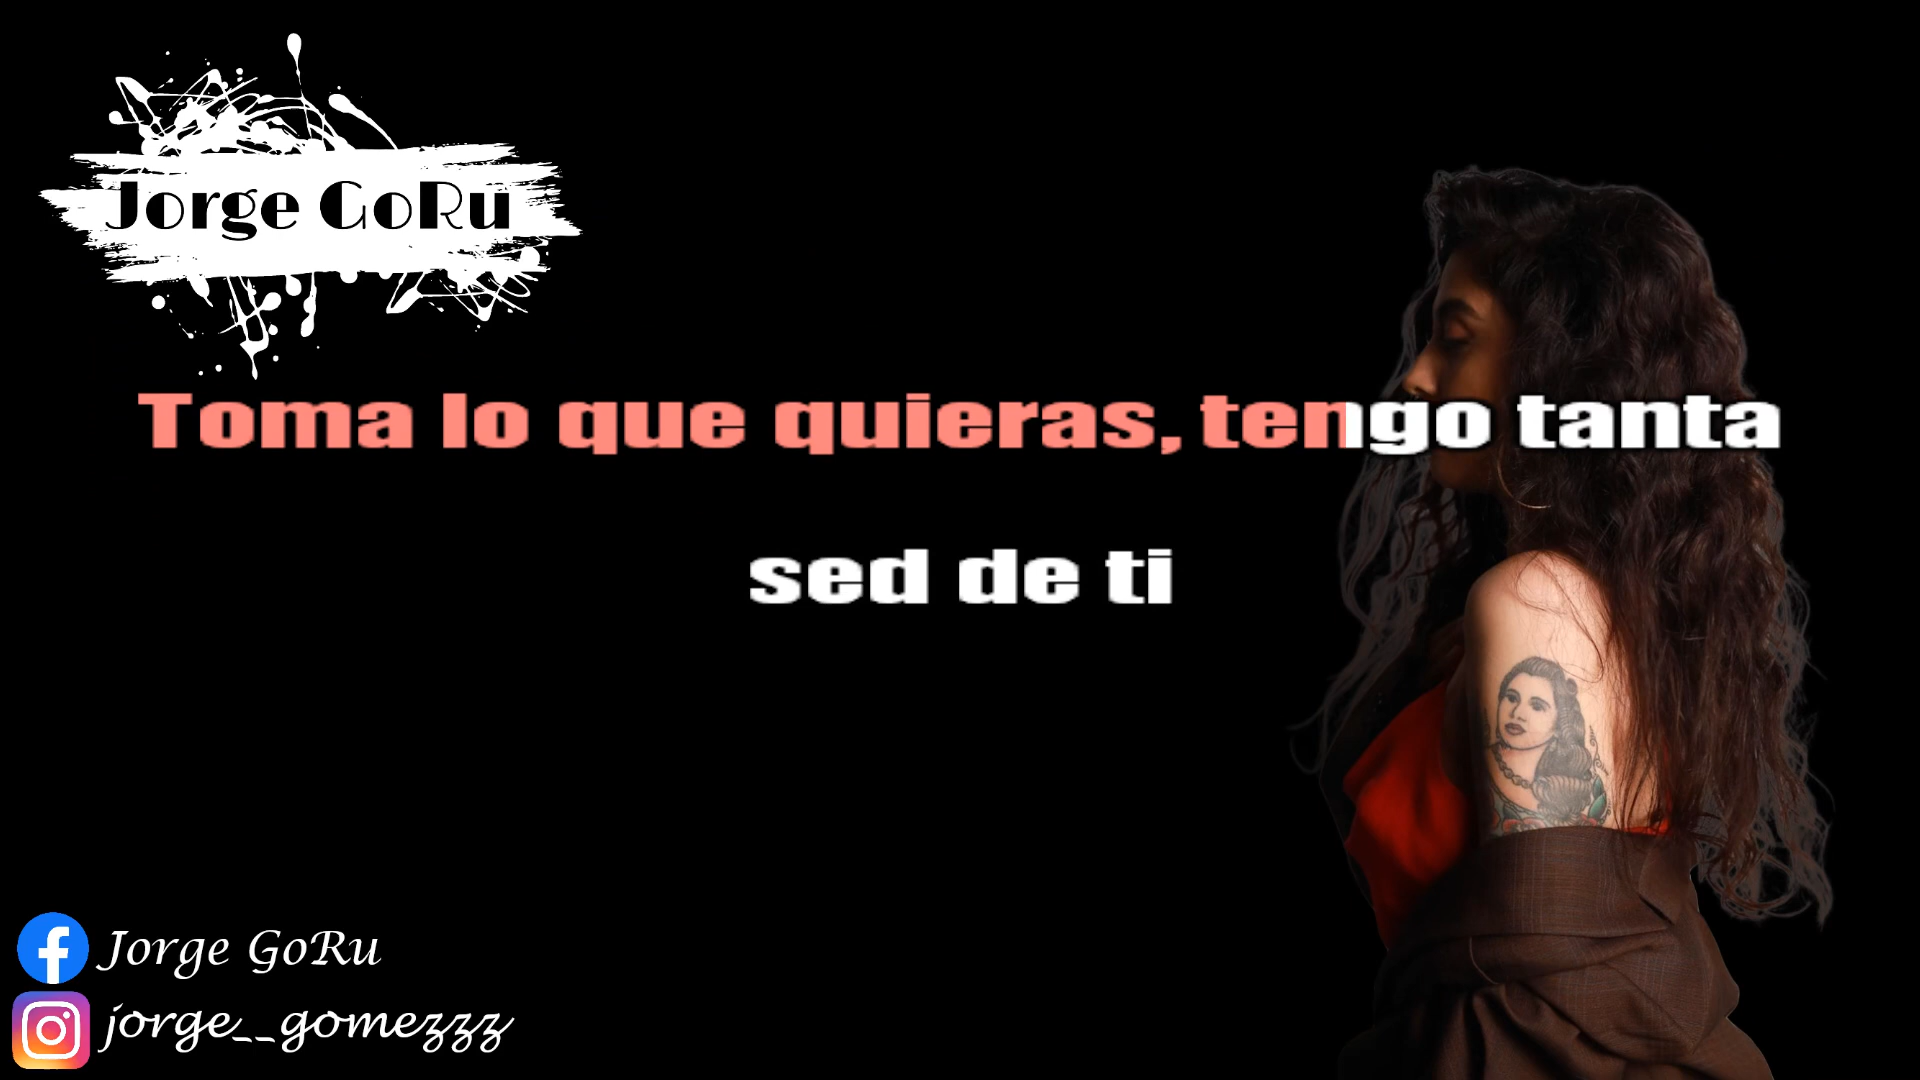 Jorge GoRu
Toma lo que quieras, tengo tanta
sed de ti
Jorge GoRu
jorge__gomezzz